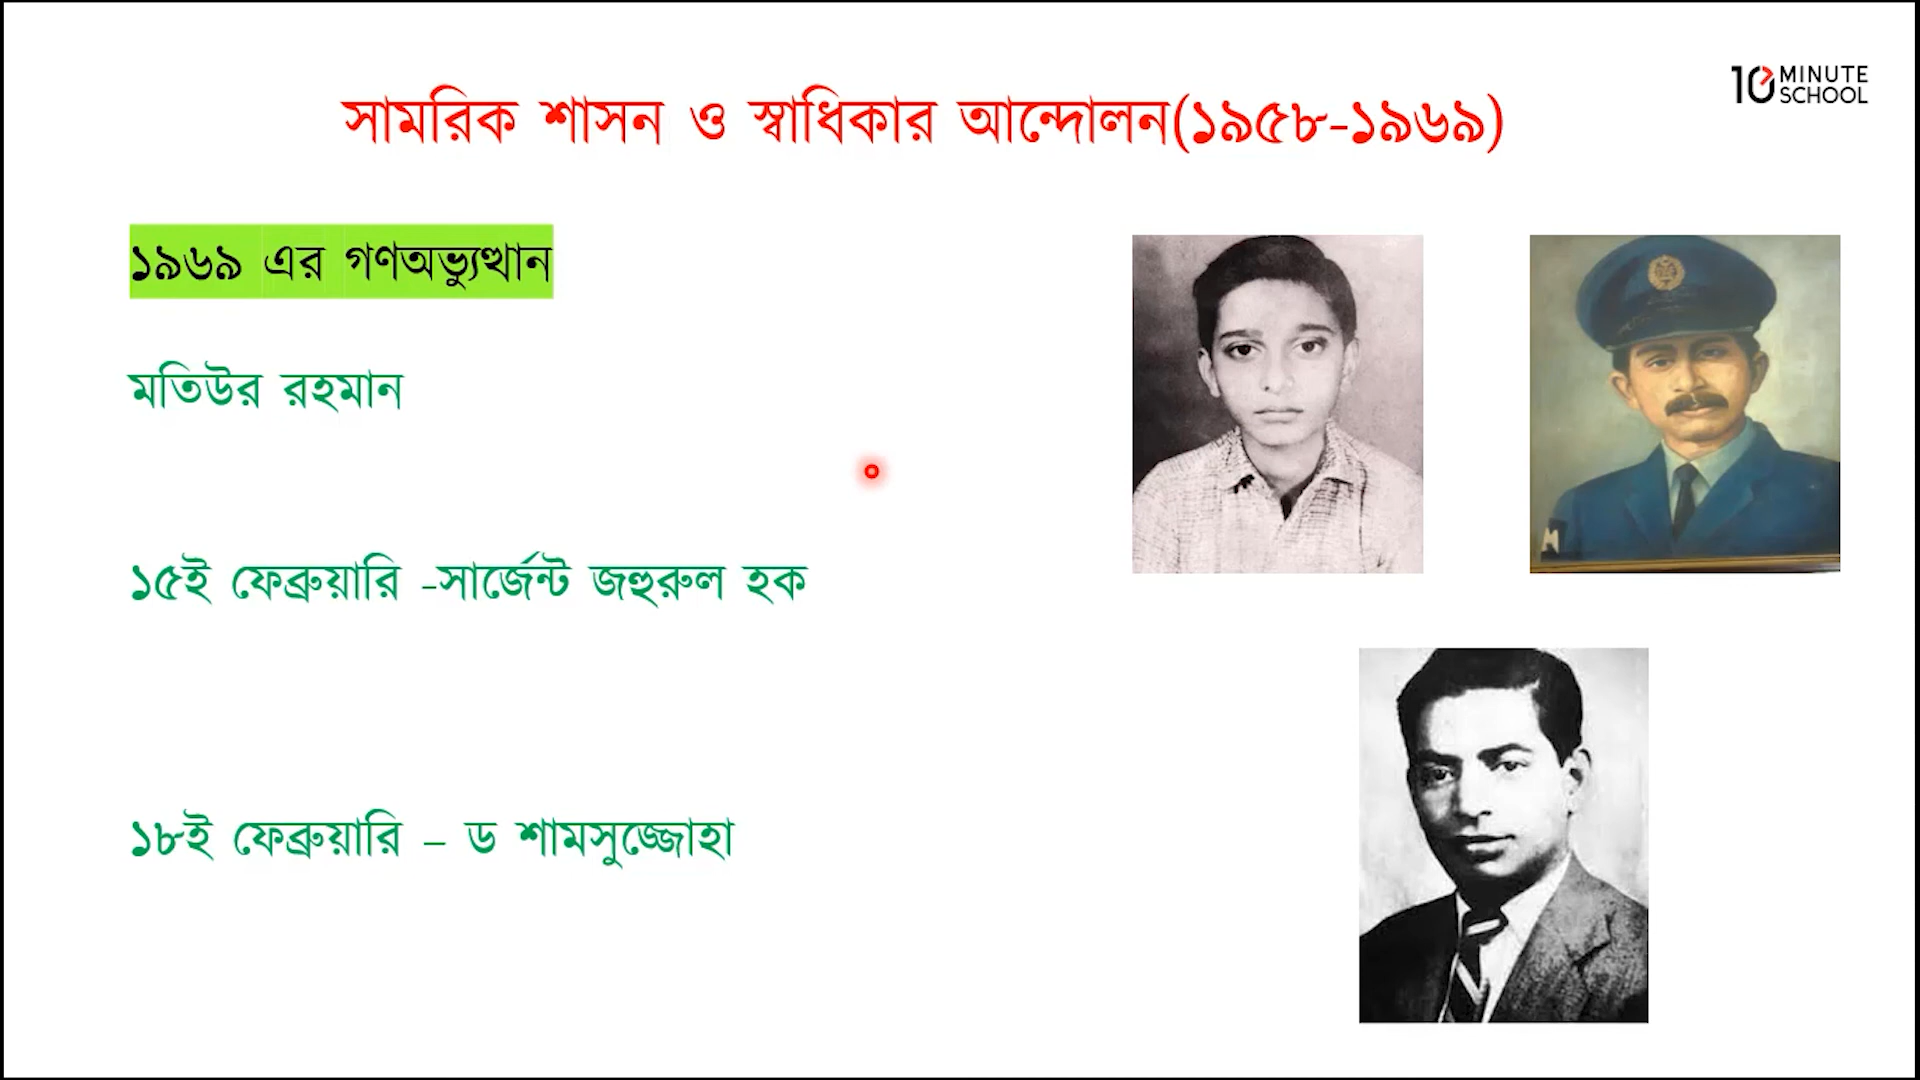 10 MINUTE
SCHOOL
সামরিক শাসন ও স্বাধিকার আন্দোলন(১৯৫৮-১৯৬৯)
১৯৬৯ এর গণঅভ্যুত্থান
মতিউর রহমান
১৫ই ফেব্রুয়ারি -সার্জেন্ট জহুরুল হক
১৮ই ফেব্রুয়ারি – ড শামসুজ্জোহা